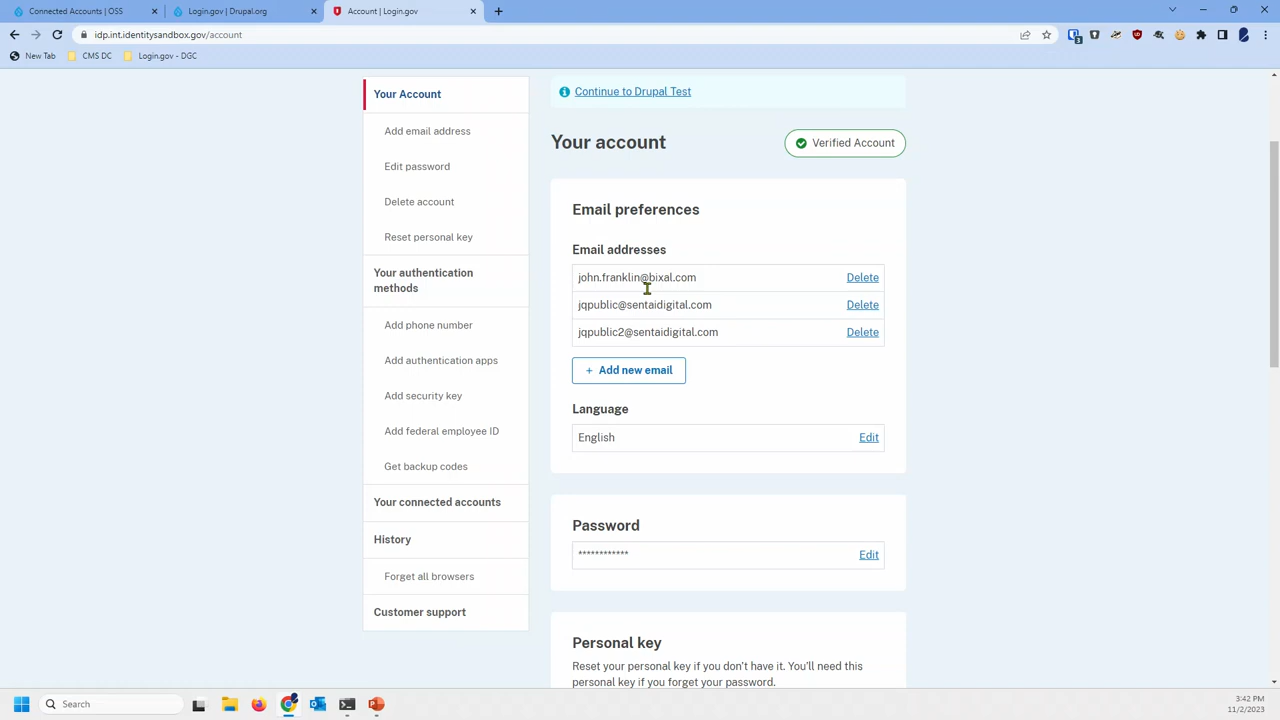 Connected Accounts | OSS
Login.gov | Drupal.org
Account | Login.gov
idp.int.identitysandbox.gov/account
New Tab
CMS DC
Login.gov - DGC
Your Account
Add email address
Edit password
Delete account
Reset personal key
Your authentication
methods
Add phone number
Add authentication apps
Add security key
Add federal employee ID
Get backup codes
Your connected accounts
History
Forget all browsers
Customer support
Continue to Drupal Test
Your account
Verified Account
Email preferences
Email addresses
john.franklin@bixal.com Delete
jqpublic@sentaidigital.com Delete
jqpublic2@sentaidigital.com Delete
+ Add new email
Language
English Edit
Password
************ Edit
Personal key
Reset your personal key if you don't have it. You'll need this
personal key if you forget your password.
Search
3:42 PM
11/2/2023